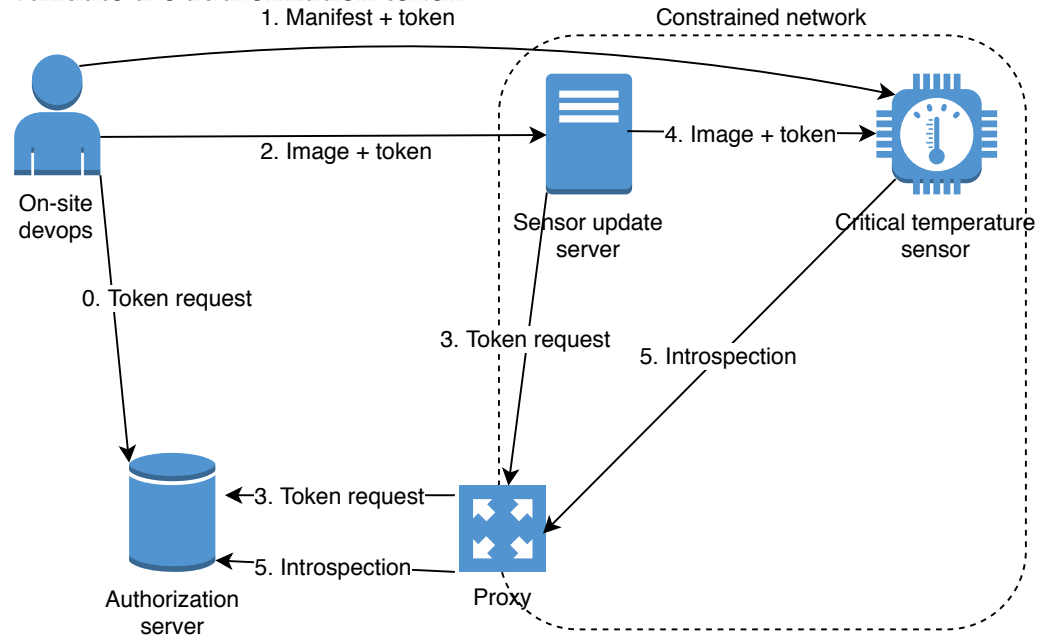 1. Manifest + token
Constrained network
2. Image + token
4. Image + token
On-site
devops
Sensor update
server
Critical temperature
sensor
0. Token request
3. Token request
5. Introspection
3. Token request
5. Introspection
Proxy
Authorization
server